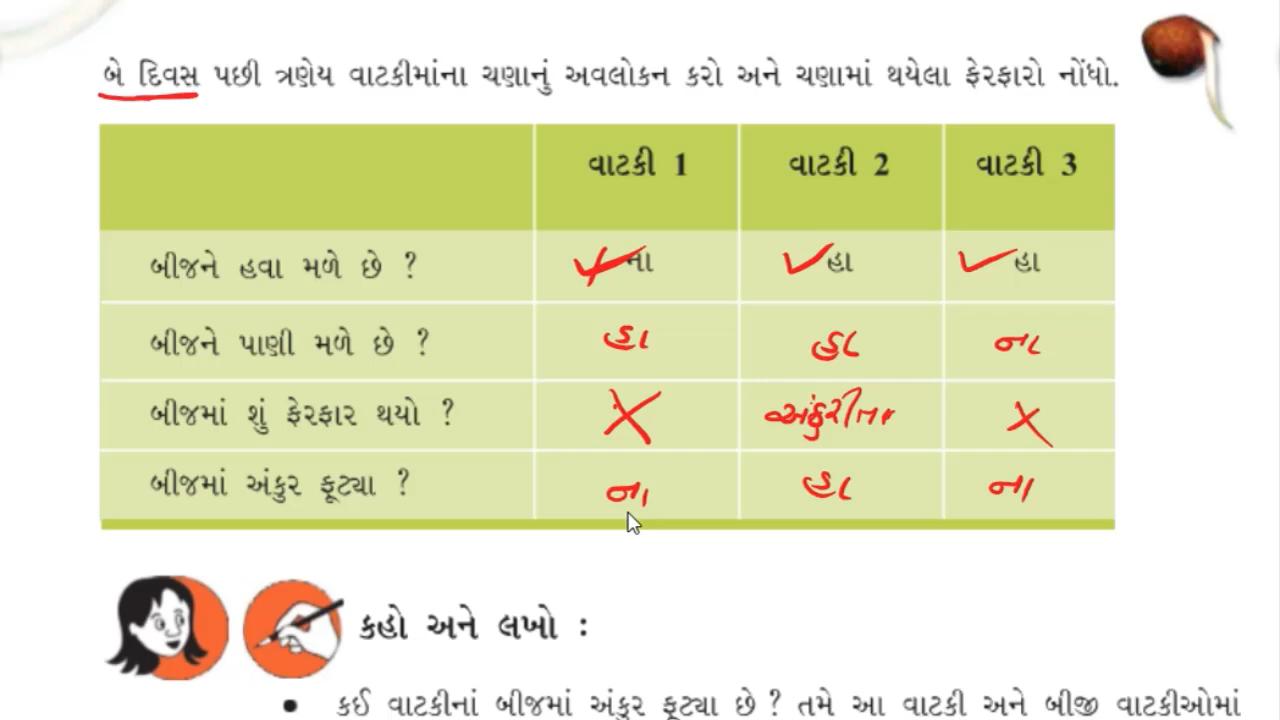 બે દિવસ પછી ત્રણેય વાટકીમાંના ચણાનું અવલોકન કરો અને ચણામાં થયેલા ફેરફારો નોંધો.
વાટકી 1 વાટકી 2 વાટકી 3
બીજને હવા મળે છે ? ના હા હા
બીજને પાણી મળે છે ? હા હા ના
બીજમાં શું ફેરફાર થયો ? અંકુરીત
બીજમાં અંકુર ફૂટ્યા ? ના હા ના
કહો અને લખો :
• કઈ વાટકીનાં બીજમાં અંકુર ફૂટ્યા છે ? તમે આ વાટકી અને બીજી વાટકીઓમાં